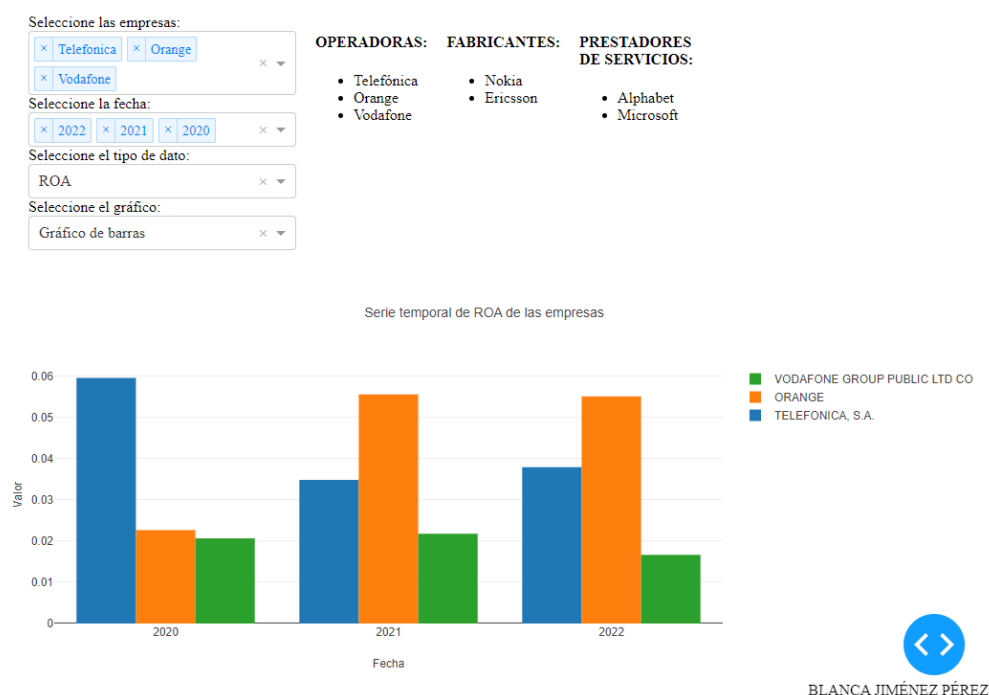 Seleccione las empresas:
× Telefonica × Orange
× Vodafone
Seleccione la fecha:
× 2022 × 2021 × 2020
Seleccione el tipo de dato:
ROA
Seleccione el gráfico:
Gráfico de barras
OPERADORAS:
Telefónica
Orange
Vodafone
FABRICANTES:
Nokia
Ericsson
PRESTADORES
DE SERVICIOS:
Alphabet
Microsoft
Serie temporal de ROA de las empresas
0.06
0.05
0.04
0.03
0.02
0.01
0
Valor
2020 2021 2022
Fecha
VODAFONE GROUP PUBLIC LTD CO
ORANGE
TELEFONICA, S.A.
BLANCA JIMÉNEZ PÉREZ